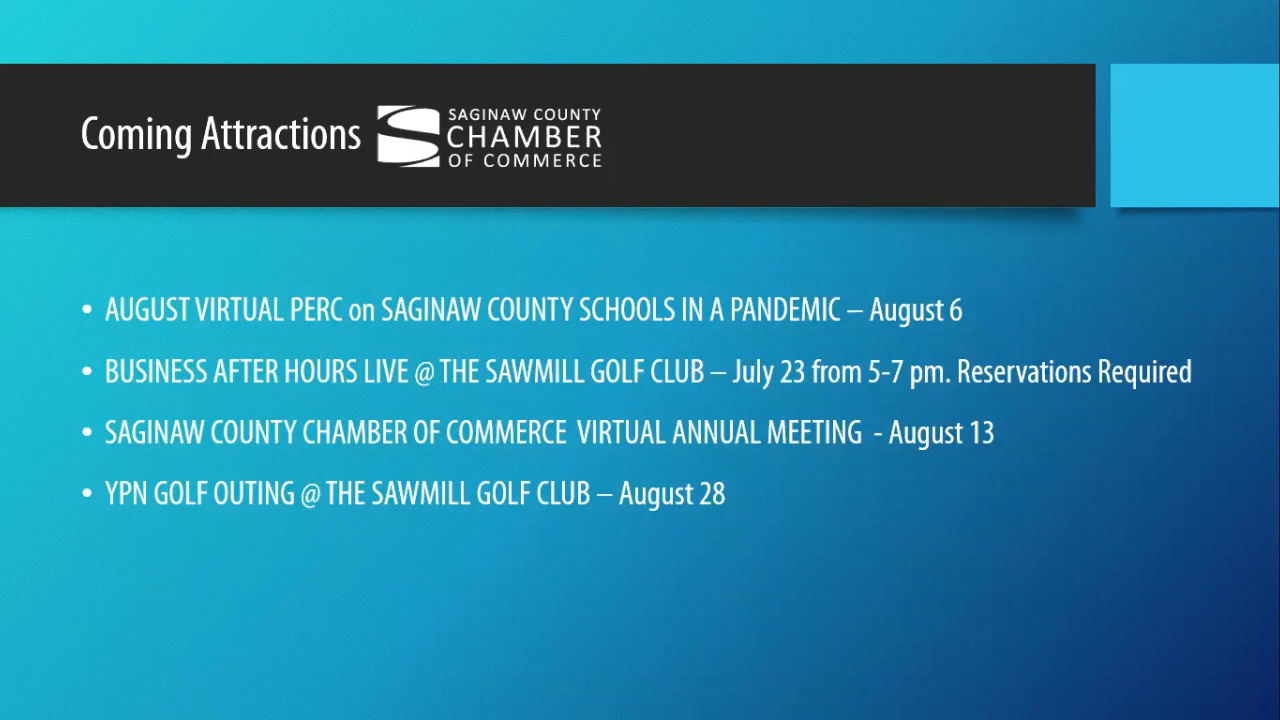 Coming Attractions
SAGINAW COUNTY
CHAMBER
OF COMMERCE
• AUGUST VIRTUAL PERC on SAGINAW COUNTY SCHOOLS IN A PANDEMIC – August 6
• BUSINESS AFTER HOURS LIVE @ THE SAWMILL GOLF CLUB – July 23 from 5-7 pm. Reservations Required
• SAGINAW COUNTY CHAMBER OF COMMERCE VIRTUAL ANNUAL MEETING - August 13
• YPN GOLF OUTING @ THE SAWMILL GOLF CLUB – August 28